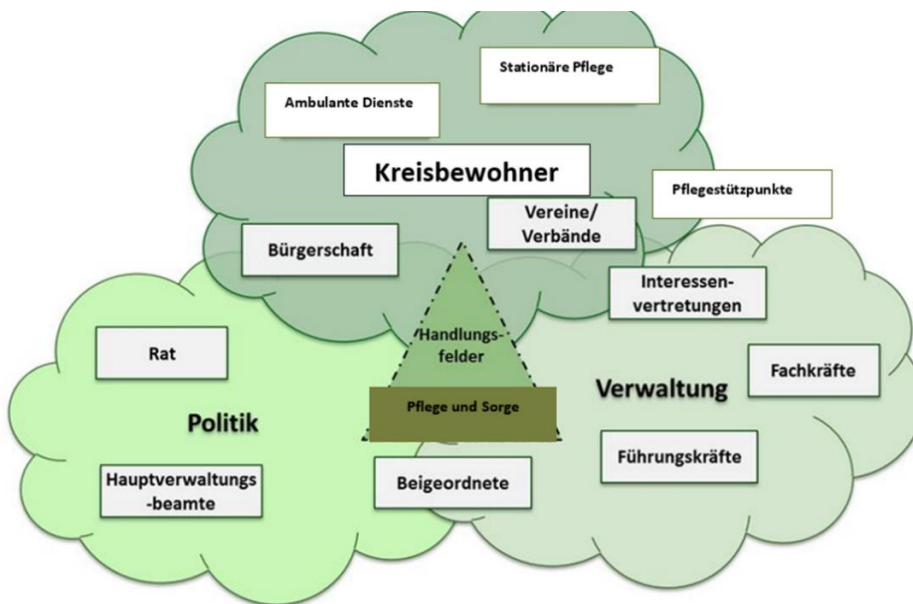 Stationäre Pflege
Ambulante Dienste
Kreisbewohner
Pflegestützpunkte
Vereine/
Verbände
Bürgerschaft
Interessen-
vertretungen
Handlungs-
felder
Rat
Fachkräfte
Verwaltung
Pflege und Sorge
Politik
Führungskräfte
Hauptverwaltungs
-beamte
Beigeordnete